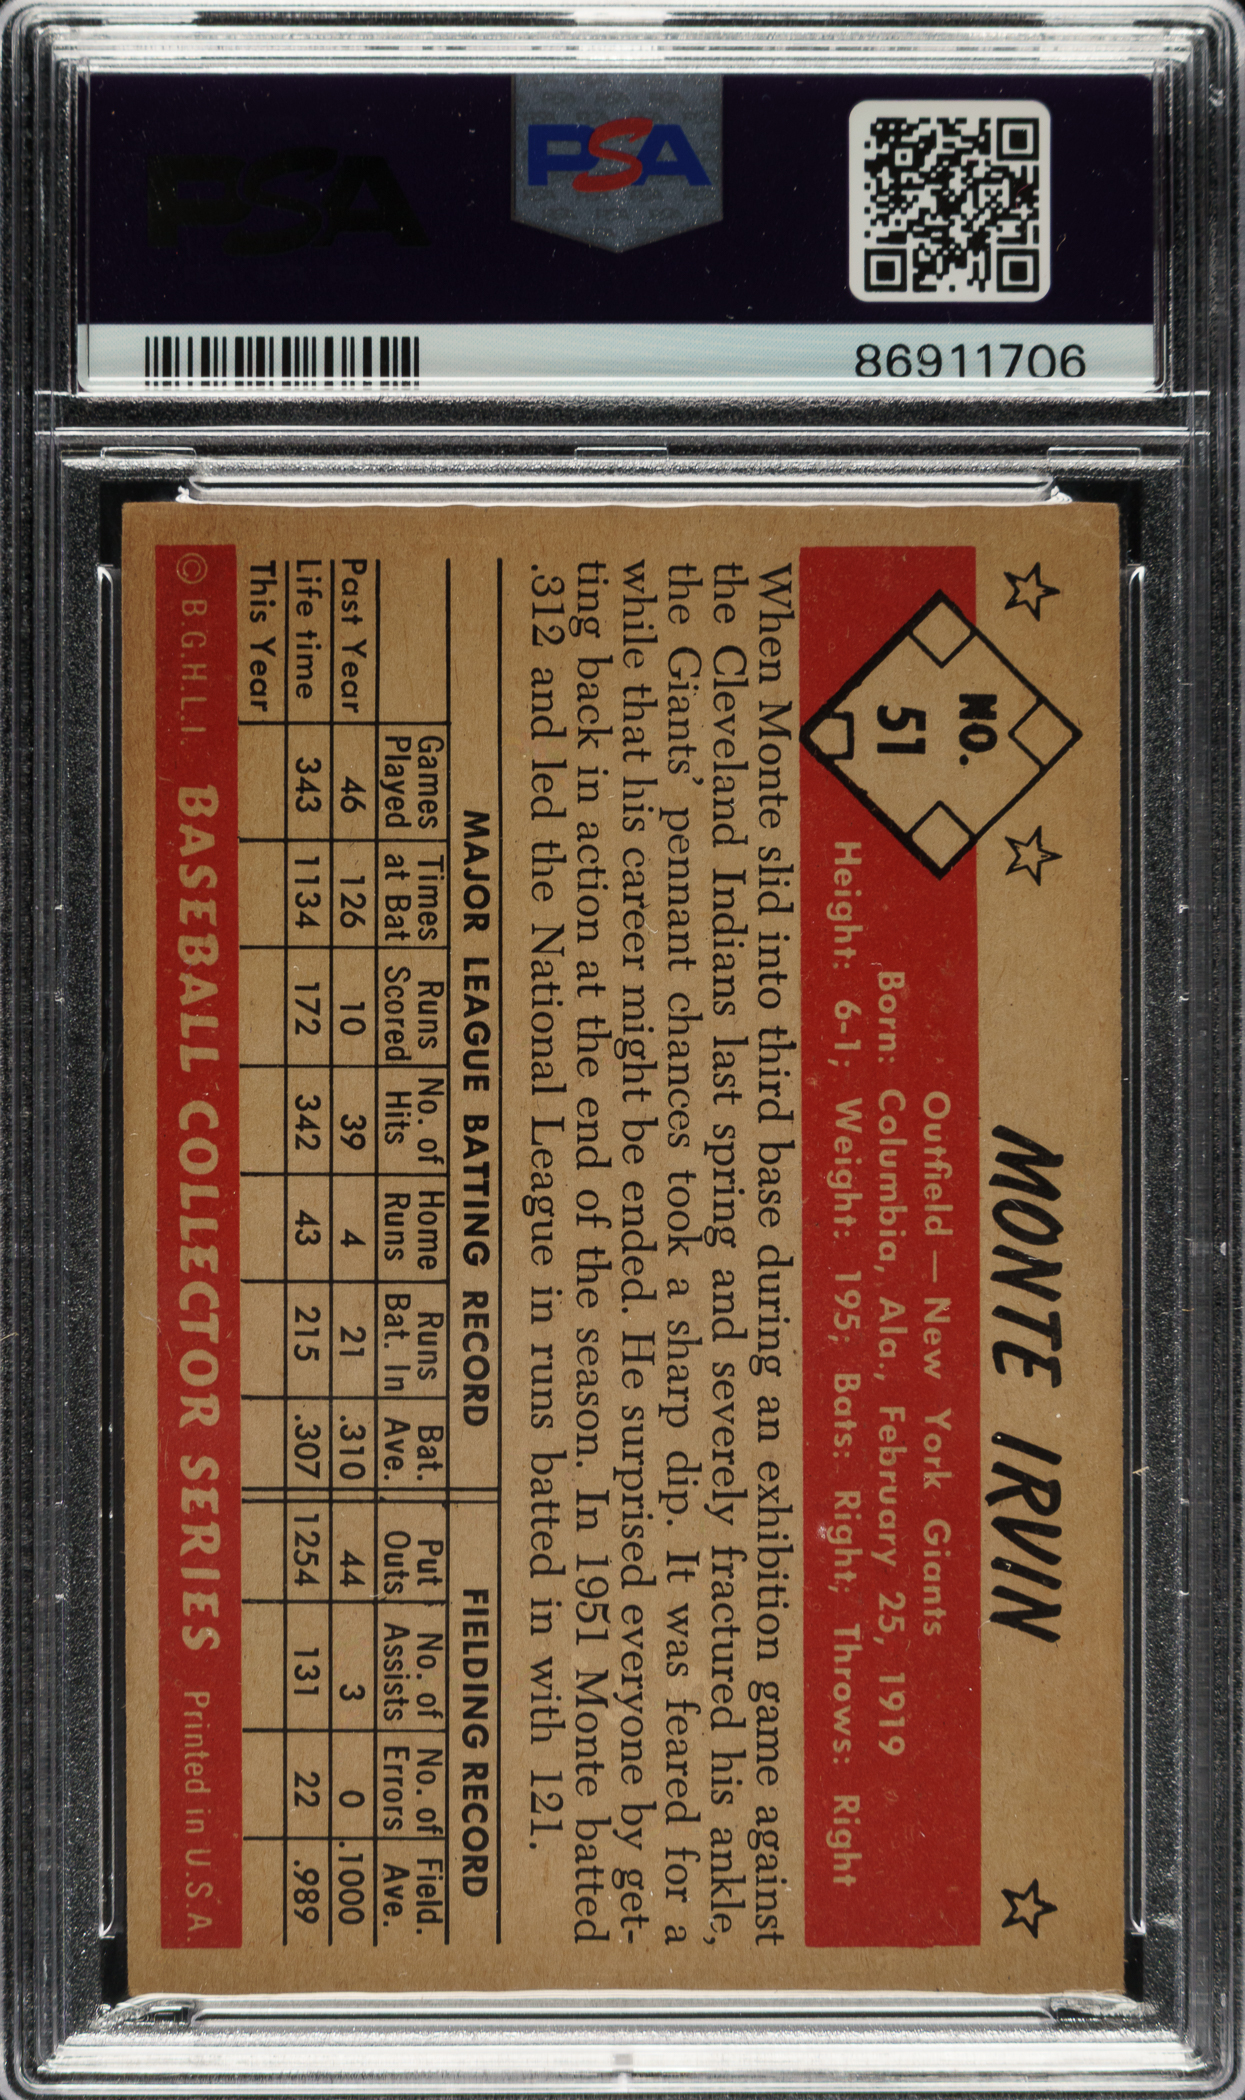 PSA
PSA
86911706
NO.
51
MONTE IRVIN
Outfield — New York Giants
Born: Columbia, Ala., February 25, 1919
Height: 6-1; Weight: 195; Bats: Right; Throws: Right
When Monte slid into third base during an exhibition game against
the Cleveland Indians last spring and severely fractured his ankle,
the Giants' pennant chances took a sharp dip. It was feared for a
while that his career might be ended. He surprised everyone by get-
ting back in action at the end of the season. In 1951 Monte batted
.312 and led the National League in runs batted in with 121.
MAJOR LEAGUE BATTING RECORD FIELDING RECORD
Games Times Runs No. of Home Runs Bat. Put No. of No. of Field.
Played at Bat Scored Hits Runs Bat. In Ave. Outs Assists Errors Ave.
Past Year 46 126 10 39 4 21 .310 44 3 0 .1000
Life time 343 1134 172 342 43 215 .307 1254 131 22 .989
This Year
© B.G.H.L.I. BASEBALL COLLECTOR SERIES Printed in U.S.A.